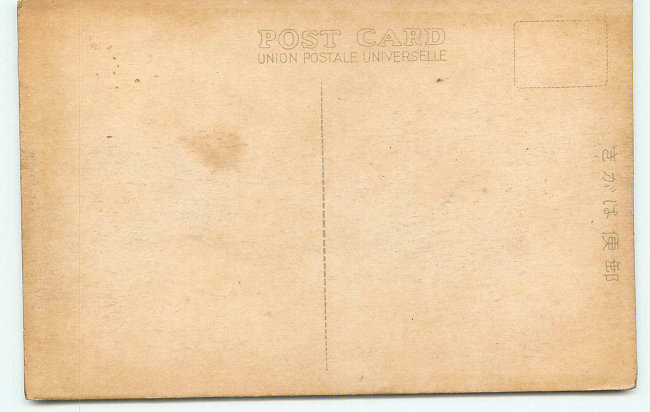 POST CARD
UNION POSTALE UNIVERSELLE
郵便はがき